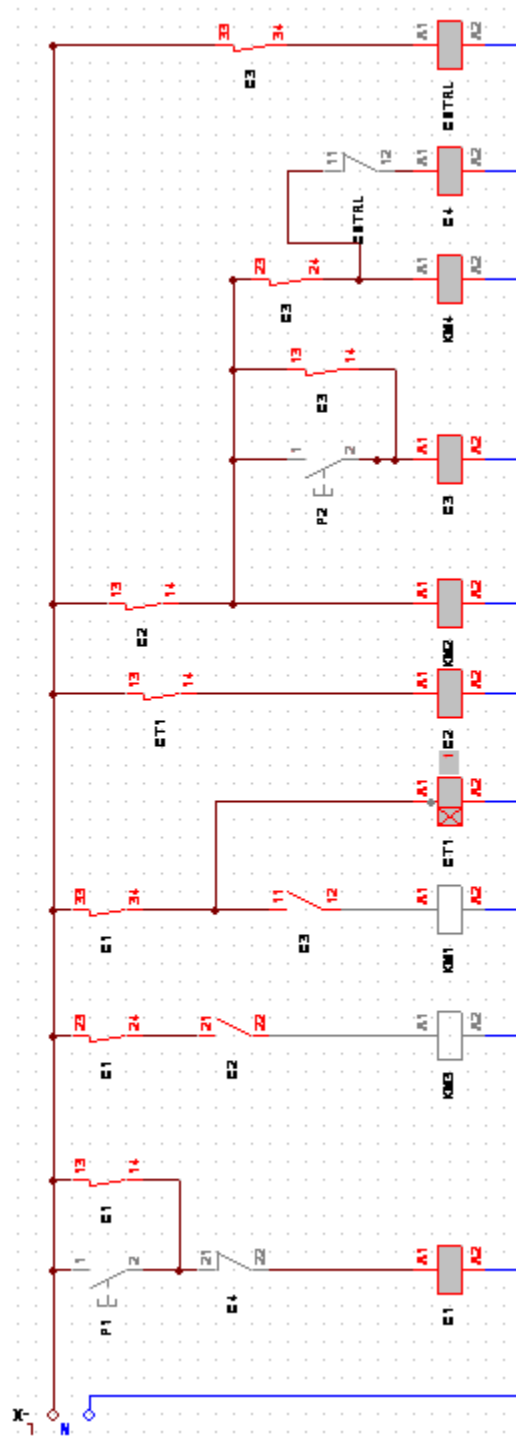 33 34 A1 A2
C3 CSTRL
11 12 A1 A2
CSTRL C4
23 24 A1 A2
C3 KM4
13 14
C3
1 2 A1 A2
P2 C3
13 14 A1 A2
C2 KM2
13 14 A1 A2
CT1 C2
A1 A2
CT1
33 34 11 12 A1 A2
C1 C3 KM1
23 24 21 22 A1 A2
C1 C2 KM3
13 14
C1
1 2 21 22 A1 A2
P1 C4 C1
X-
L N